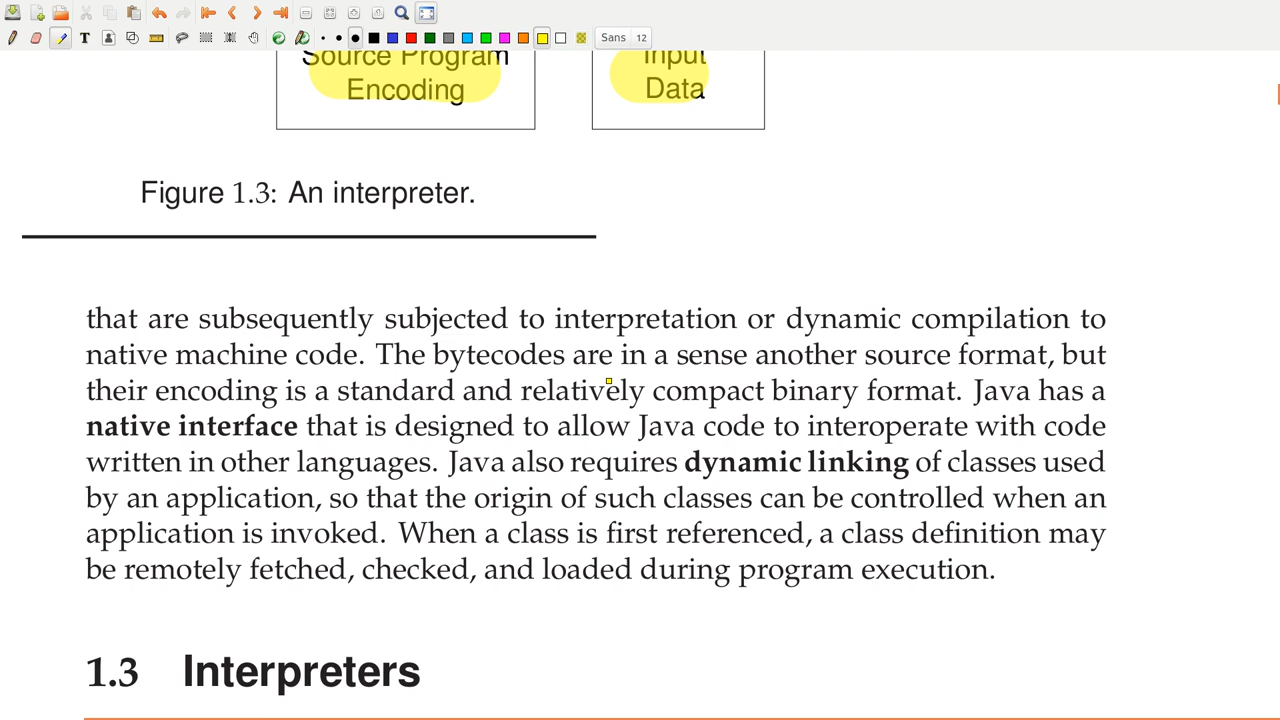 Sans 12
Source Program
Encoding
Input
Data
Figure 1.3: An interpreter.
that are subsequently subjected to interpretation or dynamic compilation to
native machine code. The bytecodes are in a sense another source format, but
their encoding is a standard and relatively compact binary format. Java has a
native interface that is designed to allow Java code to interoperate with code
written in other languages. Java also requires dynamic linking of classes used
by an application, so that the origin of such classes can be controlled when an
application is invoked. When a class is first referenced, a class definition may
be remotely fetched, checked, and loaded during program execution.
1.3 Interpreters